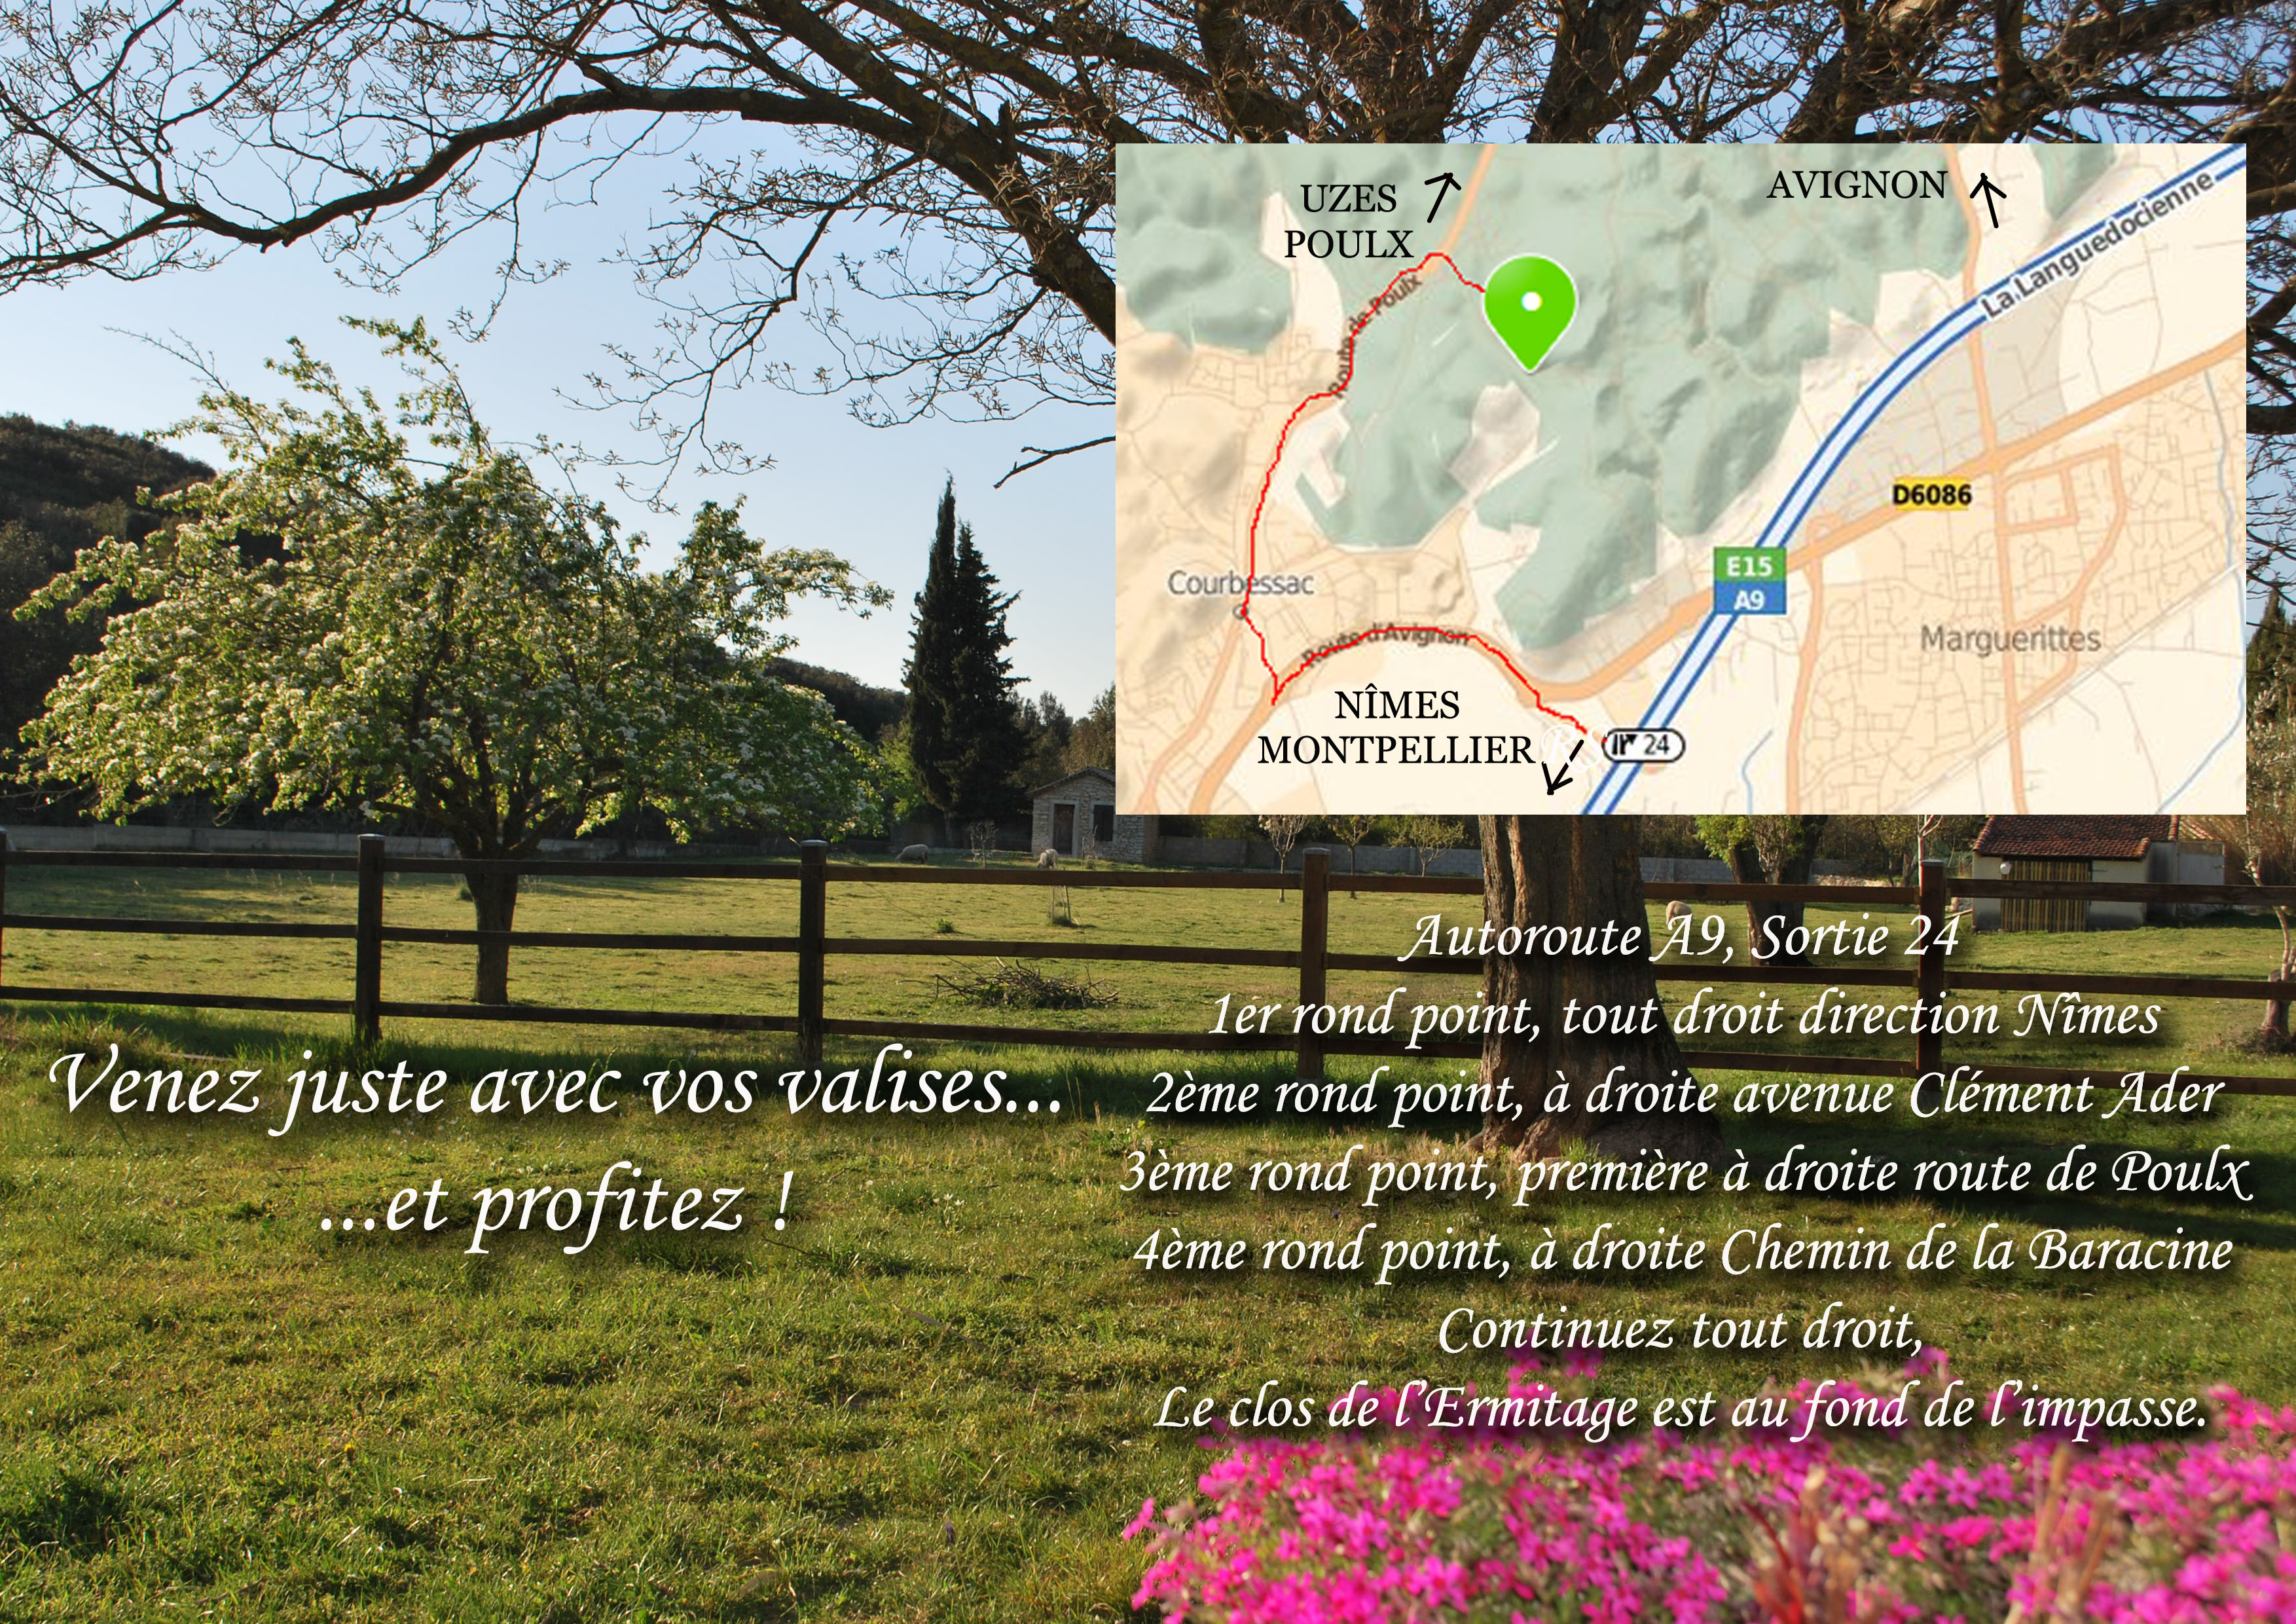 UZES
POULX
AVIGNON
La Languedocienne
Route de Poulx
D6086
E15
A9
Courbessac
Marguerittes
Route d'Avignon
NÎMES
MONTPELLIER
24
Autoroute A9, Sortie 24
1er rond point, tout droit direction Nîmes
2ème rond point, à droite avenue Clément Ader
3ème rond point, première à droite route de Poulx
4ème rond point, à droite Chemin de la Baracine
Continuez tout droit,
Le clos de l'Ermitage est au fond de l'impasse.
Venez juste avec vos valises...
...et profitez !